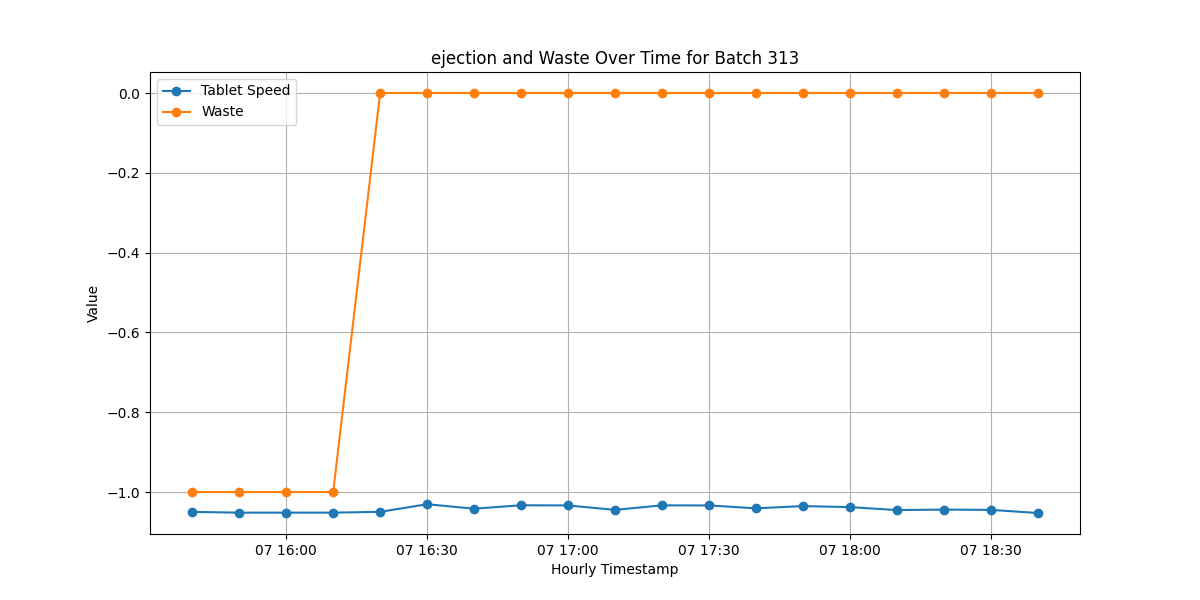 ejection and Waste Over Time for Batch 313
Tablet Speed
Waste
0.0
−0.2
−0.4
−0.6
−0.8
−1.0
Value
07 16:00
07 16:30
07 17:00
07 17:30
07 18:00
07 18:30
Hourly Timestamp